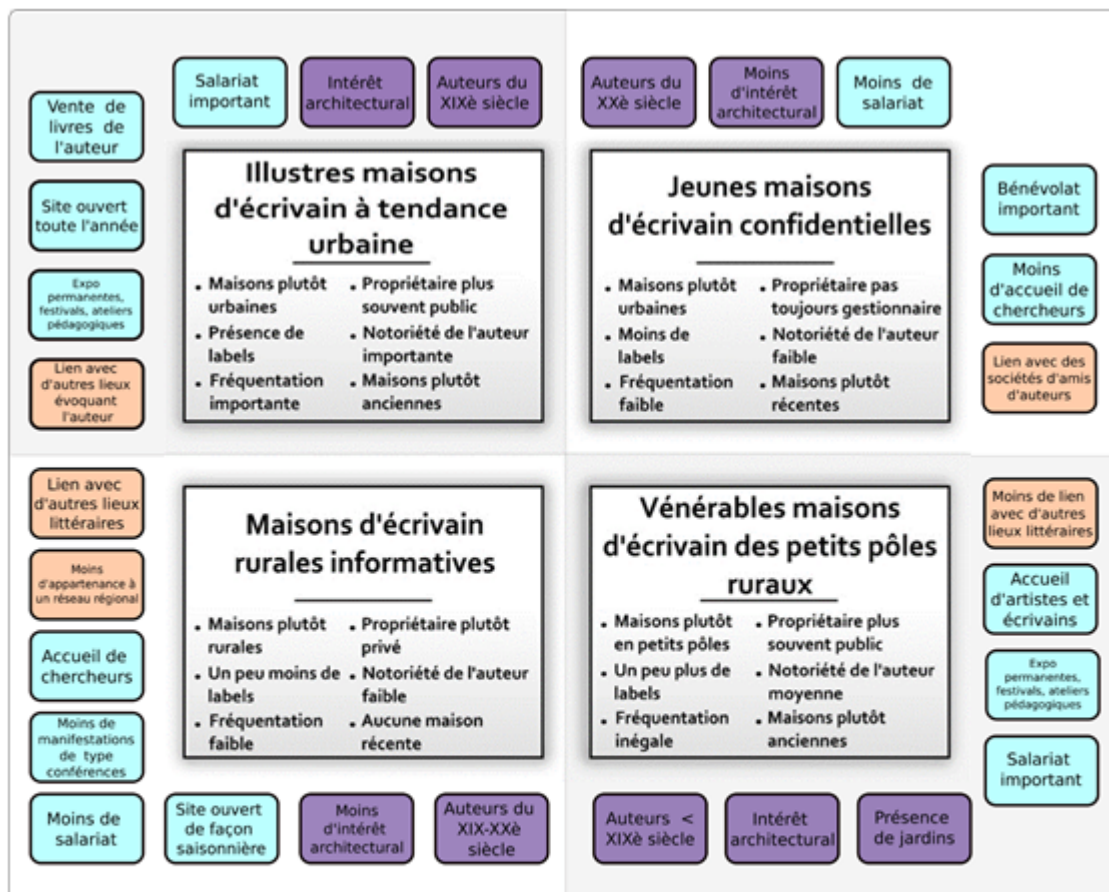 Salariat
important
Intérêt
architectural
Auteurs du
XIXè siècle
Vente de
livres de
l'auteur
Site ouvert
toute l'année
Expo
permanentes,
festivals, ateliers
pédagogiques
Lien avec
d'autres lieux
évoquant
l'auteur
Illustres maisons
d'écrivain à tendance
urbaine
. Maisons plutôt
urbaines
. Présence de
labels
. Fréquentation
importante
. Propriétaire plus
souvent public
. Notoriété de l'auteur
importante
. Maisons plutôt
anciennes
Auteurs du
XXè siècle
Moins
d'intérêt
architectural
Moins de
salariat
Jeunes maisons
d'écrivain confidentielles
. Maisons plutôt
urbaines
. Moins de
labels
. Fréquentation
faible
. Propriétaire pas
toujours gestionnaire
. Notoriété de l'auteur
faible
. Maisons plutôt
récentes
Bénévolat
important
Moins
d'accueil de
chercheurs
Lien avec des
sociétés d'amis
d'auteurs
Lien avec
d'autres lieux
littéraires
Moins
d'appartenance à
un réseau régional
Accueil de
chercheurs
Moins de
manifestations
de type
conférences
Moins de
salariat
Maisons d'écrivain
rurales informatives
. Maisons plutôt
rurales
. Un peu moins de
labels
. Fréquentation
faible
. Propriétaire plutôt
privé
. Notoriété de l'auteur
faible
. Aucune maison
récente
Site ouvert
de façon
saisonnière
Moins
d'intérêt
architectural
Auteurs du
XIX-XXè
siècle
Vénérables maisons
d'écrivain des petits pôles
ruraux
. Maisons plutôt
en petits pôles
. Un peu plus de
labels
. Fréquentation
inégale
. Propriétaire plus
souvent public
. Notoriété de l'auteur
moyenne
. Maisons plutôt
anciennes
Moins de lien
avec d'autres
lieux littéraires
Accueil
d'artistes et
écrivains
Expo
permanentes,
festivals, ateliers
pédagogiques
Salariat
important
Auteurs <
XIXè siècle
Intérêt
architectural
Présence
de jardins